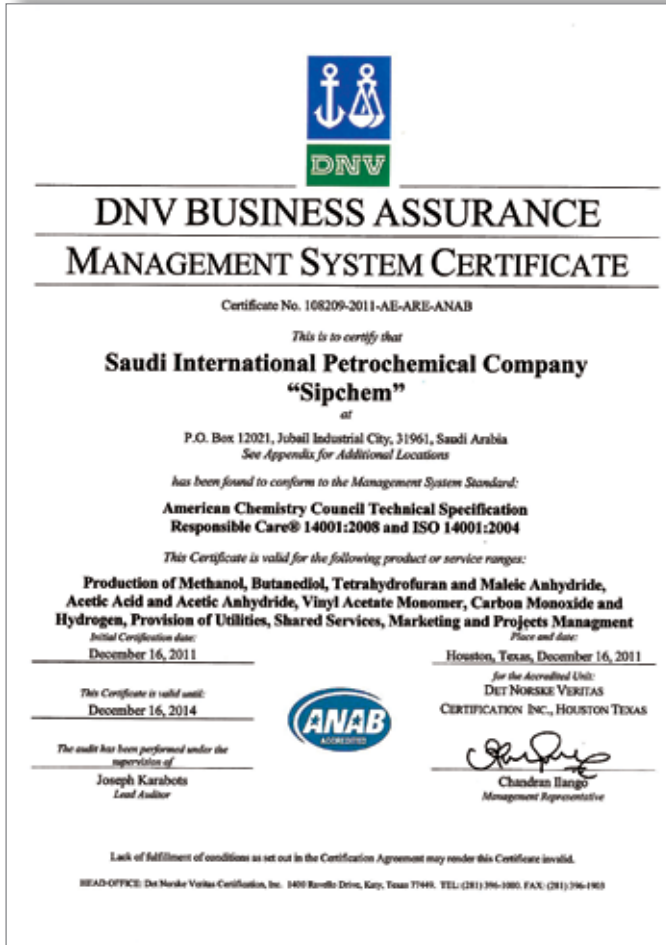 DNV
DNV BUSINESS ASSURANCE
MANAGEMENT SYSTEM CERTIFICATE
Certificate No. 108209-2011-AE-ARE-ANAB
This is to certify that
Saudi International Petrochemical Company
“Sipchem”
at
P.O. Box 12021, Jubail Industrial City, 31961, Saudi Arabia
See Appendix for Additional Locations
has been found to conform to the Management System Standard:
American Chemistry Council Technical Specification
Responsible Care® 14001:2008 and ISO 14001:2004
This Certificate is valid for the following product or service ranges:
Production of Methanol, Butanediol, Tetrahydrofuran and Maleic Anhydride,
Acetic Acid and Acetic Anhydride, Vinyl Acetate Monomer, Carbon Monoxide and
Hydrogen, Provision of Utilities, Shared Services, Marketing and Projects Managment
Initial Certification date:
December 16, 2011
This Certificate is valid until:
December 16, 2014
The audit has been performed under the
supervision of
Joseph Karabots
Lead Auditor
ANAB
ACCREDITED
Place and date:
Houston, Texas, December 16, 2011
for the Accredited Unit:
DET NORSKE VERITAS
CERTIFICATION INC., HOUSTON TEXAS
Chandran Ilango
Management Representative
Lack of fulfillment of conditions as set out in the Certification Agreement may render this Certificate invalid.
HEAD-OFFICE: Det Norske Veritas Certification, Inc. 1400 Ravello Drive, Katy, Texas 77449. TEL: (281) 396-1000. FAX: (281) 396-1903